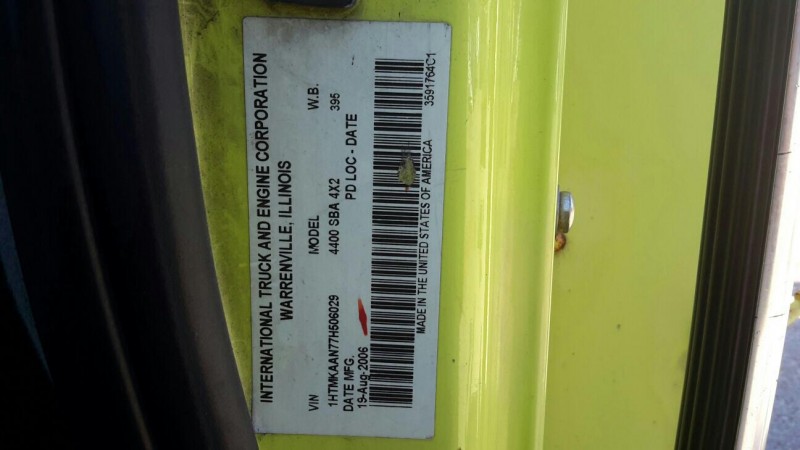 INTERNATIONAL TRUCK AND ENGINE CORPORATION
WARRENVILLE, ILLINOIS
VIN MODEL W.B.
1HTMKAAN77H506029 4400 SBA 4X2 395
DATE MFG. PD LOC - DATE
19-Aug-2006
MADE IN THE UNITED STATES OF AMERICA 3591764C1